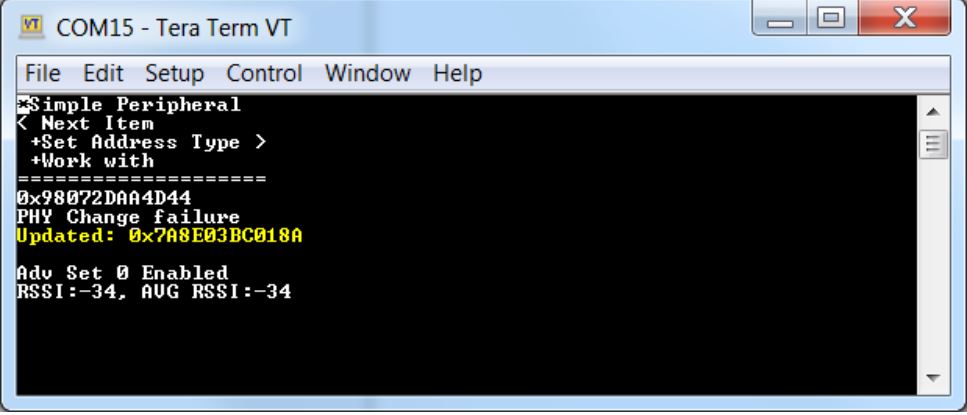 COM15 - Tera Term VT
File Edit Setup Control Window Help
*Simple Peripheral
< Next Item
+Set Address Type >
+Work with
====================
0x98072DAA4D44
PHY Change failure
Updated: 0x7A8E03BC018A
Adv Set 0 Enabled
RSSI:-34, AVG RSSI:-34